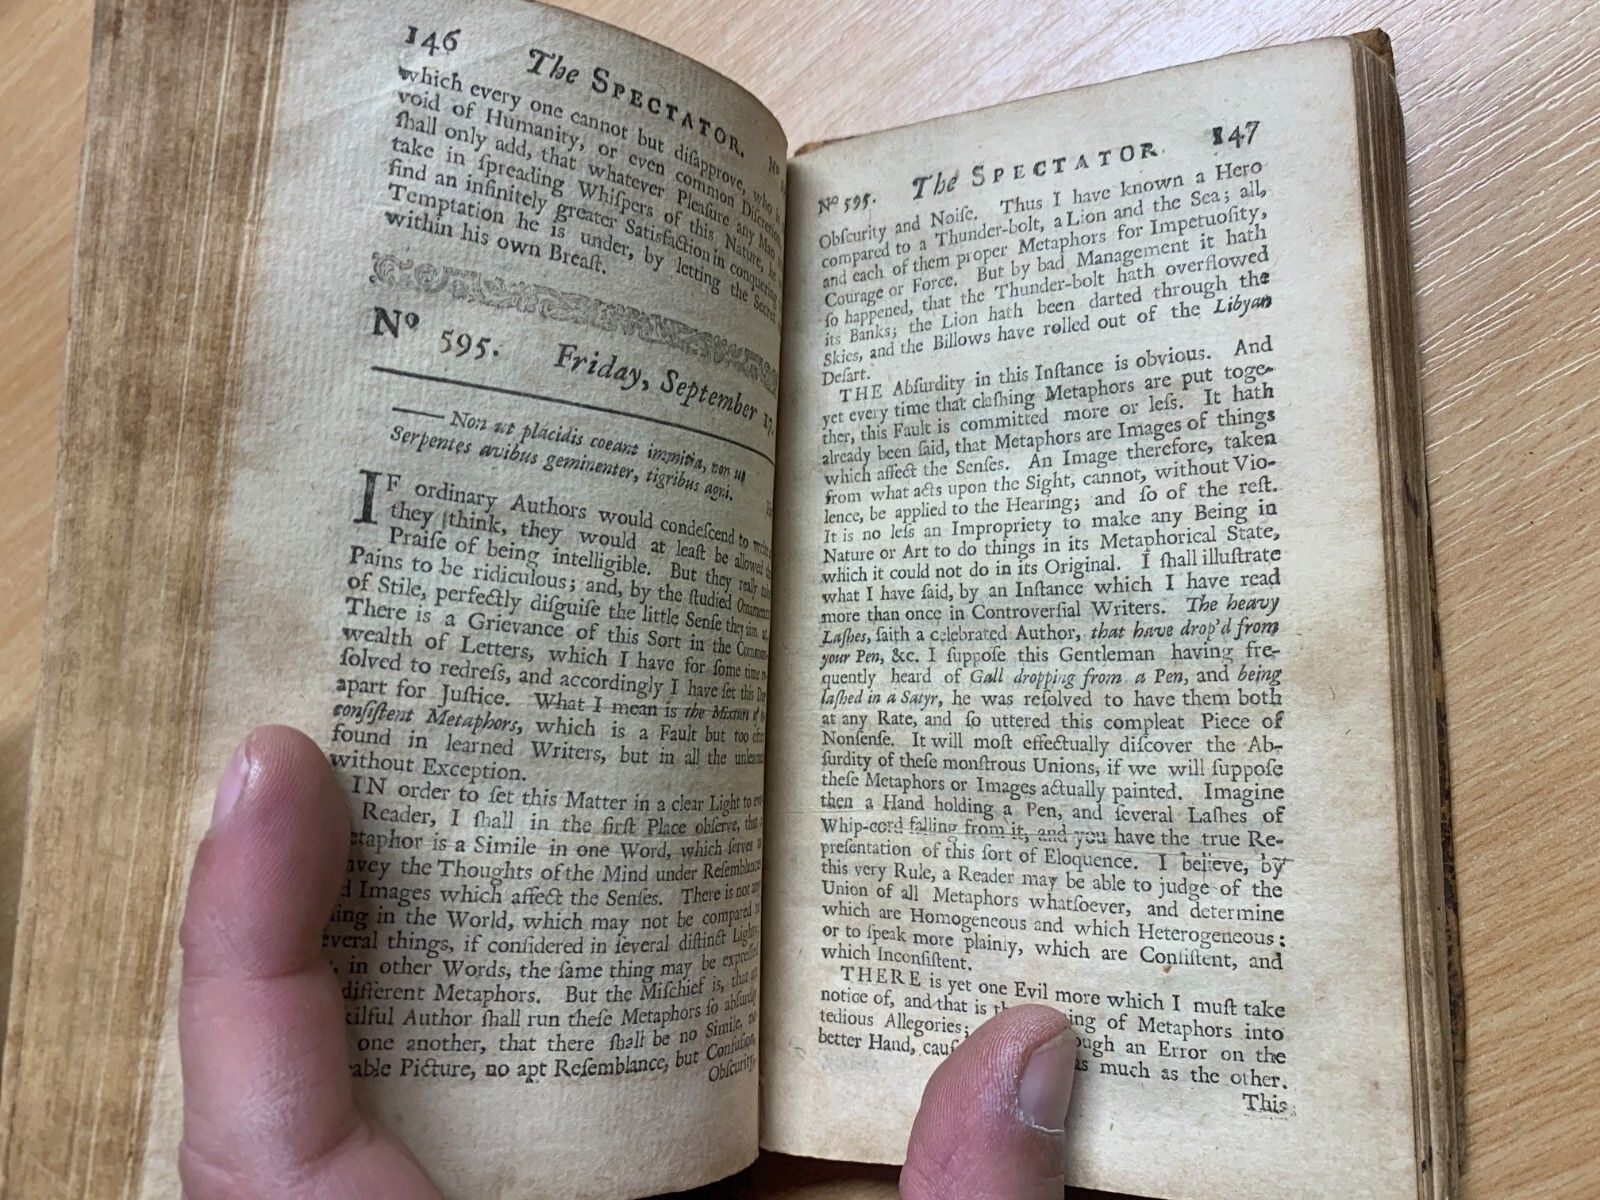 146 The SPECTATOR. Nº
which every one cannot but diſapprove, who is
void of Humanity, or even common Diſcretion.
ſhall only add, that whatever Pleaſure any Man
take in ſpreading Whiſpers of this Nature, he
find an infinitely greater Satisfaction in conquering
Temptation he is under, by letting the Secret
within his own Breaſt.
Nº 595. Friday, September 17.
—— Non ut placidis coeant immitia, non ut
Serpentes avibus geminenter, tigribus agni.
IF ordinary Authors would condeſcend to write
they think, they would at leaſt be allowed
Praiſe of being intelligible. But they really take
Pains to be ridiculous; and, by the ſtudied Ornaments
of Stile, perfectly diſguiſe the little Senſe they aim at.
There is a Grievance of this Sort in the Common-
wealth of Letters, which I have for ſome time
ſolved to redreſs, and accordingly I have ſet this Day
apart for Juſtice. What I mean is the Mixture of
conſiſtent Metaphors, which is a Fault but too often
found in learned Writers, but in all the unlearned
without Exception.
IN order to ſet this Matter in a clear Light to
Reader, I ſhall in the firſt Place obſerve, that
etaphor is a Simile in one Word, which ſerves to
nvey the Thoughts of the Mind under Reſemblances
d Images which affect the Senſes. There is not any
ing in the World, which may not be compared to
everal things, if conſidered in ſeveral diſtinct Lights;
, in other Words, the ſame thing may be expreſſed
different Metaphors. But the Miſchief is, that an
kilful Author ſhall run theſe Metaphors ſo abſurdly
one another, that there ſhall be no Simile, no
eable Picture, no apt Reſemblance, but Confuſion,
Obſcurity,
Nº 595. The SPECTATOR. 147
Obſcurity and Noiſe. Thus I have known a Hero
compared to a Thunder-bolt, a Lion and the Sea; all,
and each of them proper Metaphors for Impetuoſity,
Courage or Force. But by bad Management it hath
ſo happened, that the Thunder-bolt hath overflowed
its Banks; the Lion hath been darted through the
Skies, and the Billows have rolled out of the Libyan
Deſart.
THE Abſurdity in this Inſtance is obvious. And
yet every time that claſhing Metaphors are put toge-
ther, this Fault is committed more or leſs. It hath
already been ſaid, that Metaphors are Images of things
which affect the Senſes. An Image therefore, taken
from what acts upon the Sight, cannot, without Vio-
lence, be applied to the Hearing; and ſo of the reſt.
It is no leſs an Impropriety to make any Being in
Nature or Art to do things in its Metaphorical State,
which it could not do in its Original. I ſhall illuſtrate
what I have ſaid, by an Inſtance which I have read
more than once in Controverſial Writers. The heavy
Laſhes, ſaith a celebrated Author, that have drop'd from
your Pen, &c. I ſuppoſe this Gentleman having fre-
quently heard of Gall dropping from a Pen, and being
laſhed in a Satyr, he was reſolved to have them both
at any Rate, and ſo uttered this compleat Piece of
Nonſenſe. It will moſt effectually diſcover the Ab-
ſurdity of theſe monſtrous Unions, if we will ſuppoſe
theſe Metaphors or Images actually painted. Imagine
then a Hand holding a Pen, and ſeveral Laſhes of
Whip-cord falling from it, and you have the true Re-
preſentation of this ſort of Eloquence. I believe, by
this very Rule, a Reader may be able to judge of the
Union of all Metaphors whatſoever, and determine
which are Homogeneous and which Heterogeneous:
or to ſpeak more plainly, which are Conſiſtent, and
which Inconſiſtent.
THERE is yet one Evil more which I muſt take
notice of, and that is the ing of Metaphors into
tedious Allegories; ough an Error on the
better Hand, cauſ as much as the other.
This